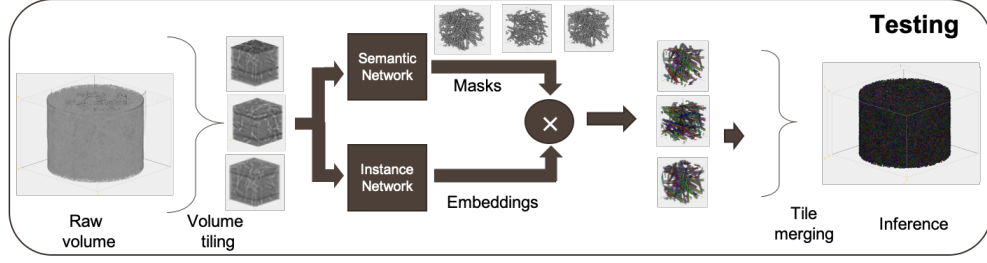 Testing
Semantic
Network
Masks
×
Instance
Network
Embeddings
Raw
volume
Volume
tiling
Tile
merging
Inference